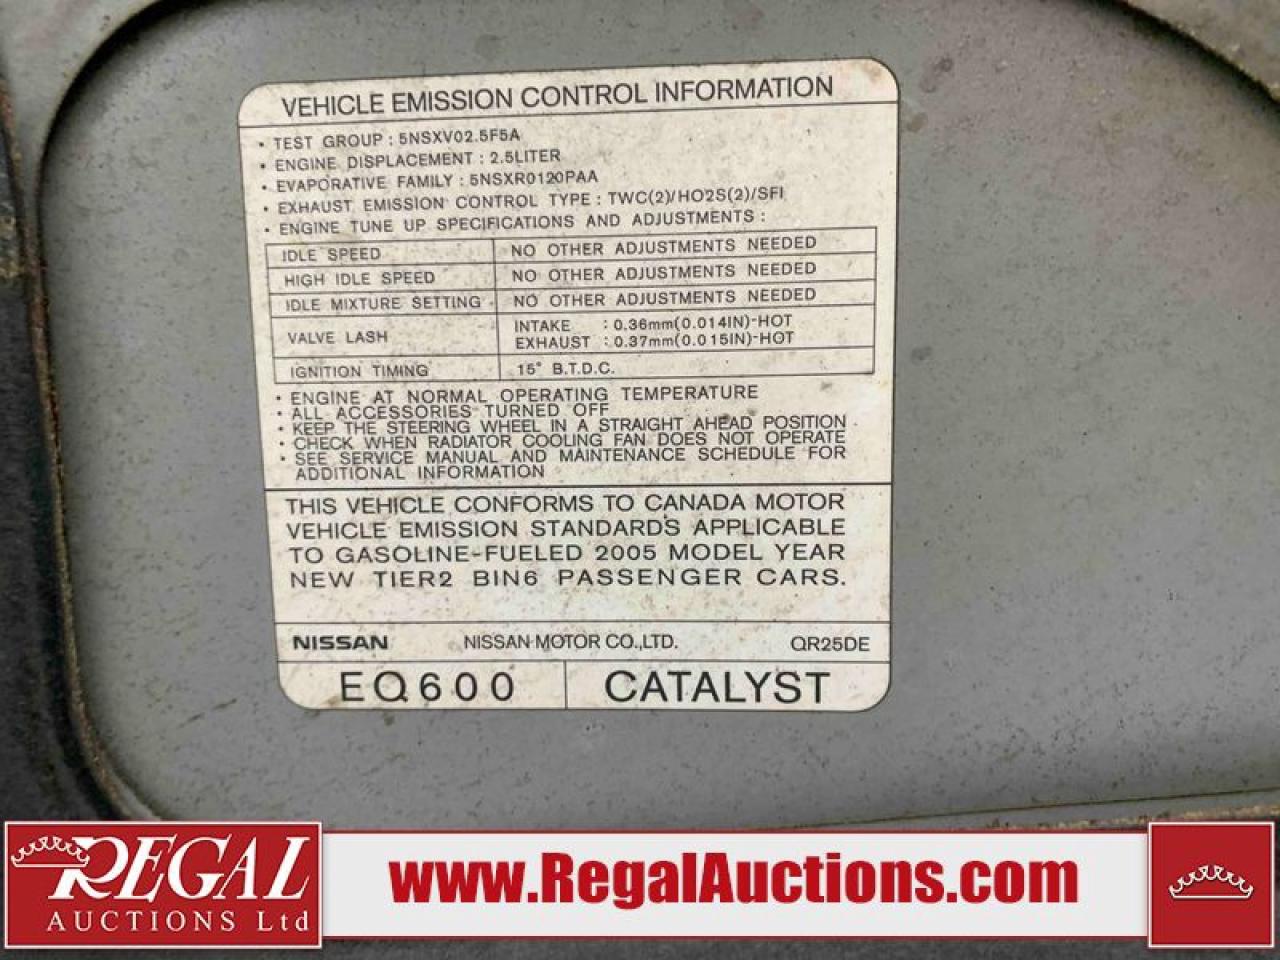 VEHICLE EMISSION CONTROL INFORMATION
• TEST GROUP : 5NSXV02.5F5A
• ENGINE DISPLACEMENT : 2.5LITER
• EVAPORATIVE FAMILY : 5NSXR0120PAA
• EXHAUST EMISSION CONTROL TYPE : TWC(2)/HO2S(2)/SFI
• ENGINE TUNE UP SPECIFICATIONS AND ADJUSTMENTS :
IDLE SPEED NO OTHER ADJUSTMENTS NEEDED
HIGH IDLE SPEED NO OTHER ADJUSTMENTS NEEDED
IDLE MIXTURE SETTING NO OTHER ADJUSTMENTS NEEDED
VALVE LASH INTAKE : 0.36mm(0.014IN)-HOT
EXHAUST : 0.37mm(0.015IN)-HOT
IGNITION TIMING 15° B.T.D.C.
• ENGINE AT NORMAL OPERATING TEMPERATURE
• ALL ACCESSORIES TURNED OFF
• KEEP THE STEERING WHEEL IN A STRAIGHT AHEAD POSITION
• CHECK WHEN RADIATOR COOLING FAN DOES NOT OPERATE
• SEE SERVICE MANUAL AND MAINTENANCE SCHEDULE FOR
ADDITIONAL INFORMATION
THIS VEHICLE CONFORMS TO CANADA MOTOR
VEHICLE EMISSION STANDARDS APPLICABLE
TO GASOLINE-FUELED 2005 MODEL YEAR
NEW TIER2 BIN6 PASSENGER CARS.
NISSAN NISSAN MOTOR CO.,LTD. QR25DE
EQ600 CATALYST
REGAL
AUCTIONS Ltd
www.RegalAuctions.com